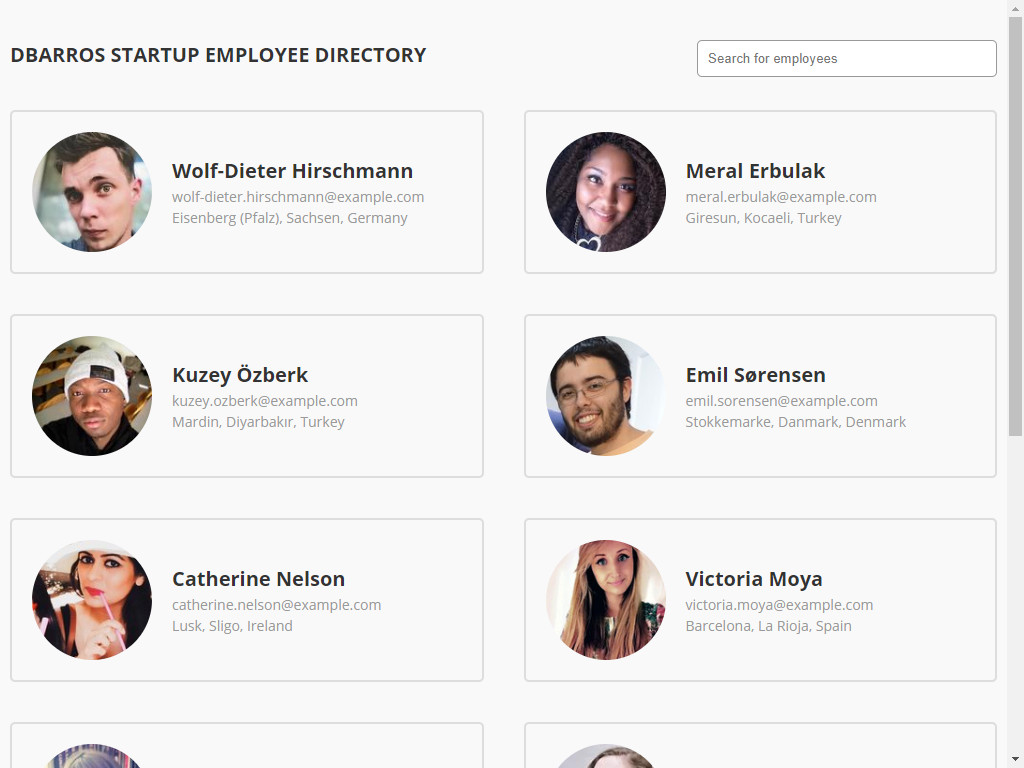 DBARROS STARTUP EMPLOYEE DIRECTORY
Search for employees
Wolf-Dieter Hirschmann
wolf-dieter.hirschmann@example.com
Eisenberg (Pfalz), Sachsen, Germany
Meral Erbulak
meral.erbulak@example.com
Giresun, Kocaeli, Turkey
Kuzey Özberk
kuzey.ozberk@example.com
Mardin, Diyarbakır, Turkey
Emil Sørensen
emil.sorensen@example.com
Stokkemarke, Danmark, Denmark
Catherine Nelson
catherine.nelson@example.com
Lusk, Sligo, Ireland
Victoria Moya
victoria.moya@example.com
Barcelona, La Rioja, Spain